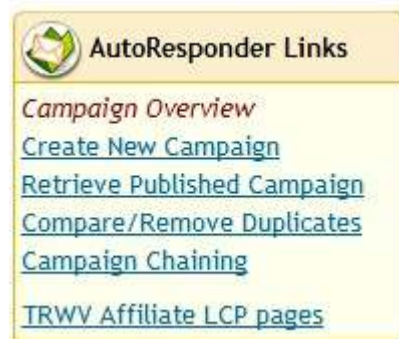 AutoResponder Links
Campaign Overview
Create New Campaign
Retrieve Published Campaign
Compare/Remove Duplicates
Campaign Chaining
TRWV Affiliate LCP pages